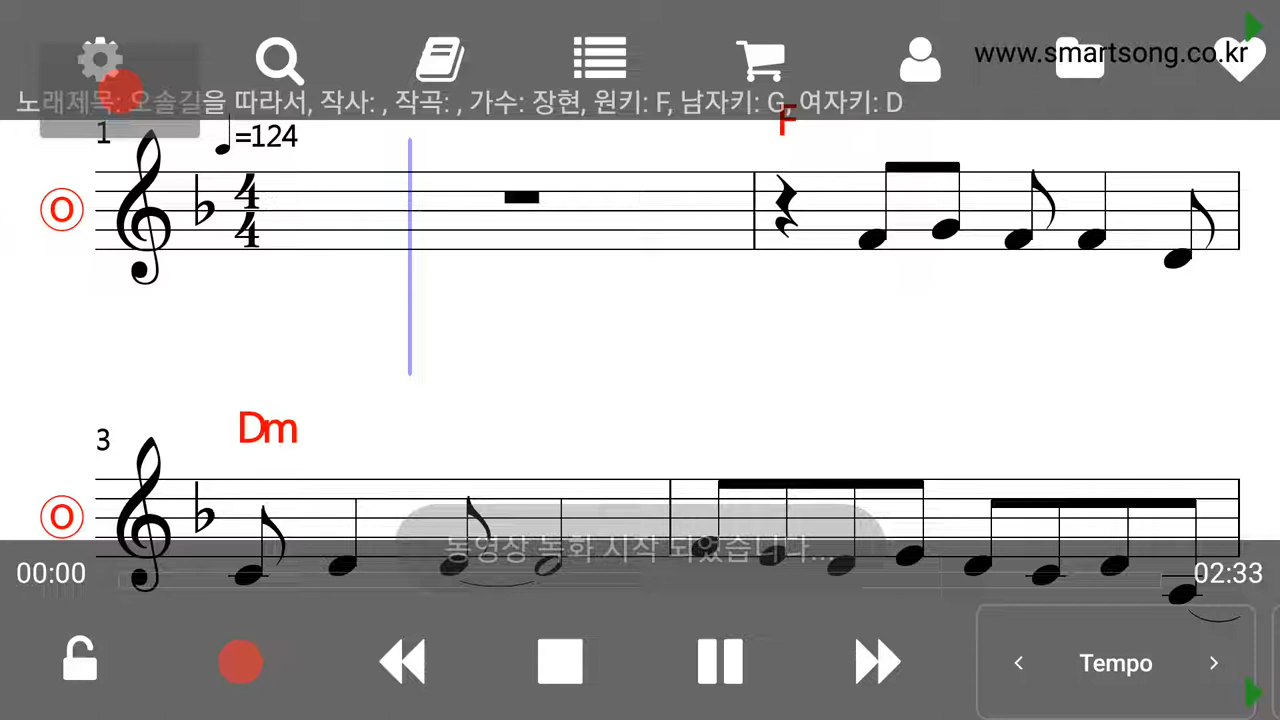 www.smartsong.co.kr
노래제목: 오솔길을 따라서, 작사: , 작곡: , 가수: 장현, 원키: F, 남자키: G, 여자키: D
1
=124
F
4
4
O
3
Dm
O
동영상 녹화 시작 되었습니다...
00:00
02:33
Tempo